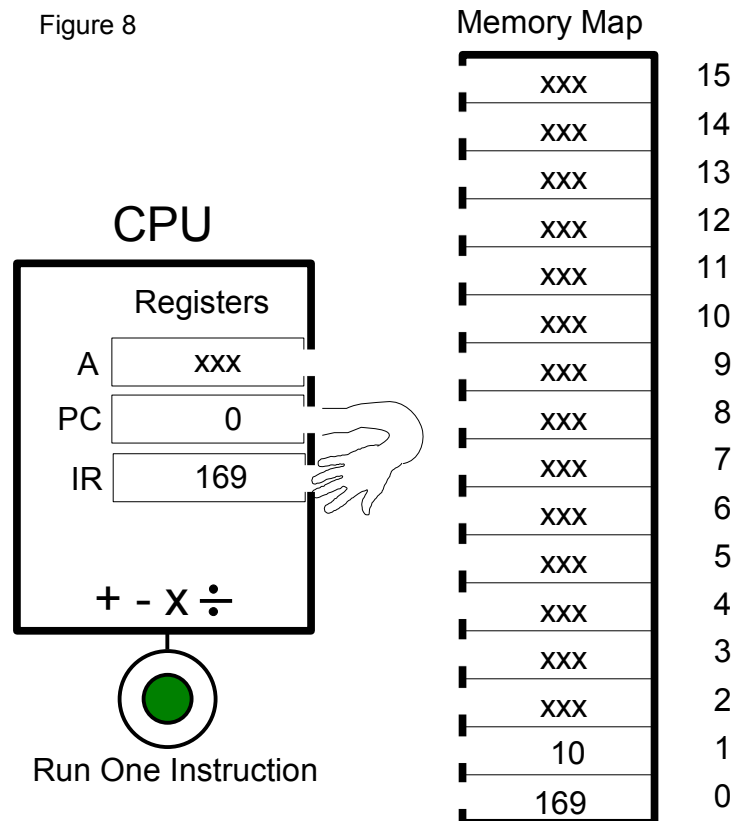 Figure 8
Memory Map
xxx 15
xxx 14
xxx 13
xxx 12
xxx 11
xxx 10
xxx 9
xxx 8
xxx 7
xxx 6
xxx 5
xxx 4
xxx 3
xxx 2
10 1
169 0
CPU
Registers
A xxx
PC 0
IR 169
+ - x ÷
Run One Instruction